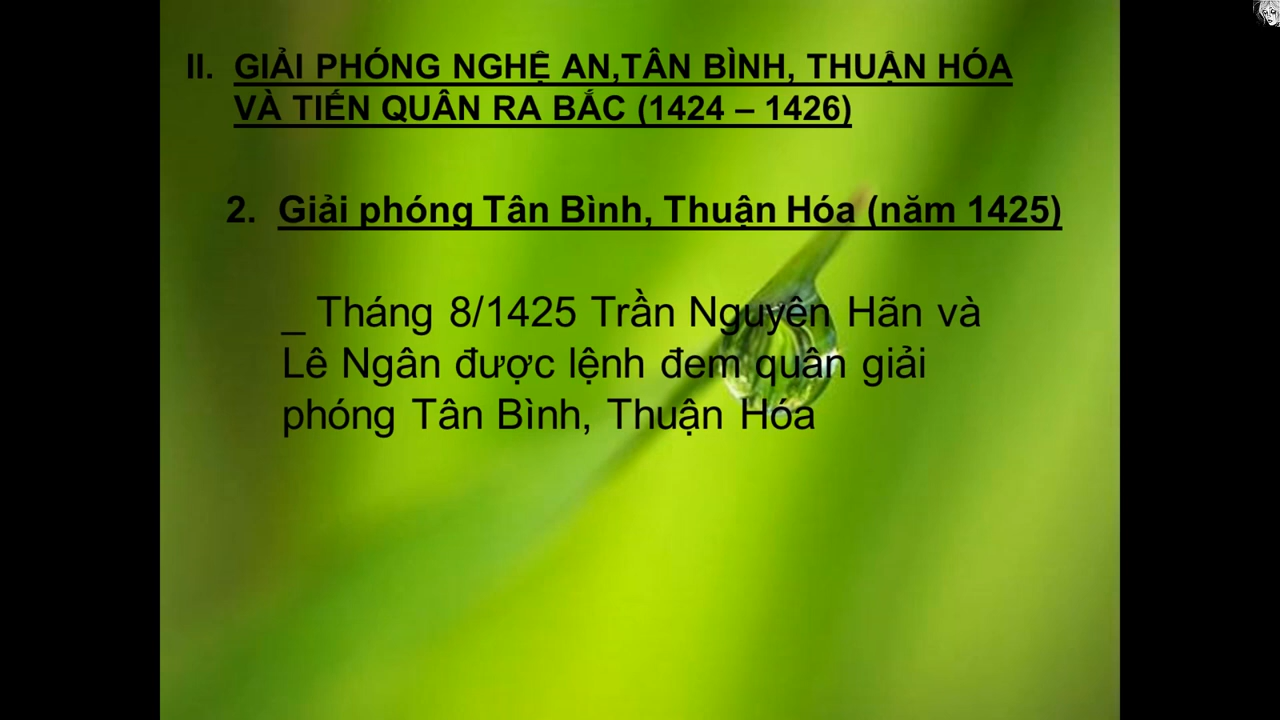 II. GIẢI PHÓNG NGHỆ AN,TÂN BÌNH, THUẬN HÓA
VÀ TIẾN QUÂN RA BẮC (1424 – 1426)
2. Giải phóng Tân Bình, Thuận Hóa (năm 1425)
_ Tháng 8/1425 Trần Nguyên Hãn và
Lê Ngân được lệnh đem quân giải
phóng Tân Bình, Thuận Hóa